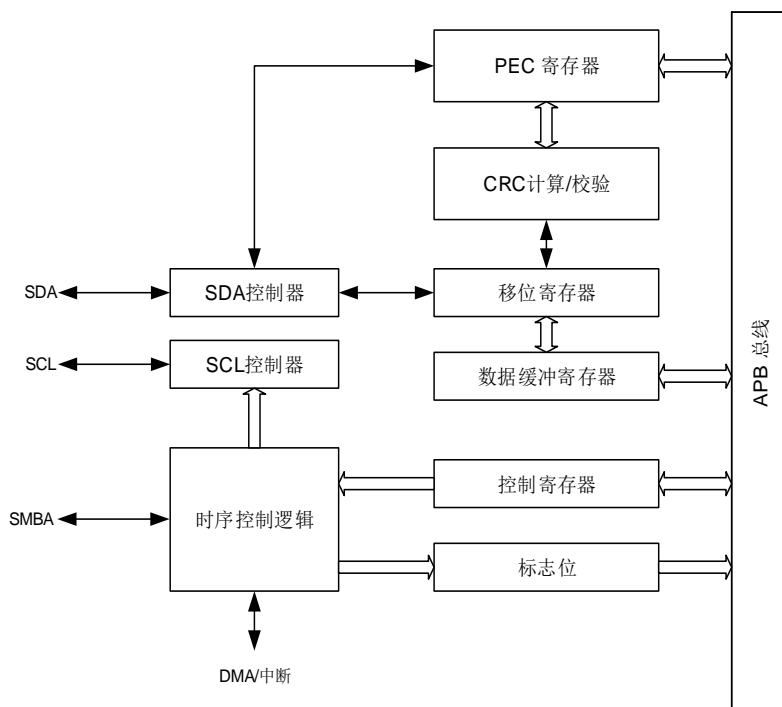 PEC 寄存器
CRC计算/校验
SDA
SDA控制器
移位寄存器
SCL
SCL控制器
数据缓冲寄存器
APB 总线
控制寄存器
SMBA
时序控制逻辑
标志位
DMA/中断